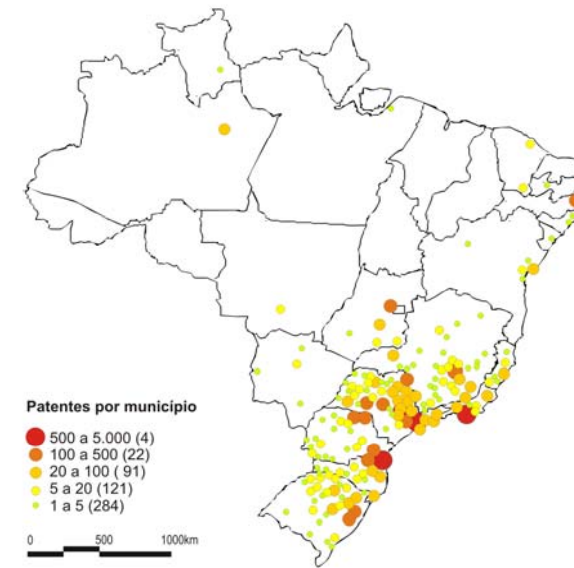 Patentes por município
500 a 5.000 (4)
100 a 500 (22)
20 a 100 ( 91)
5 a 20 (121)
1 a 5 (284)
0 500 1000km